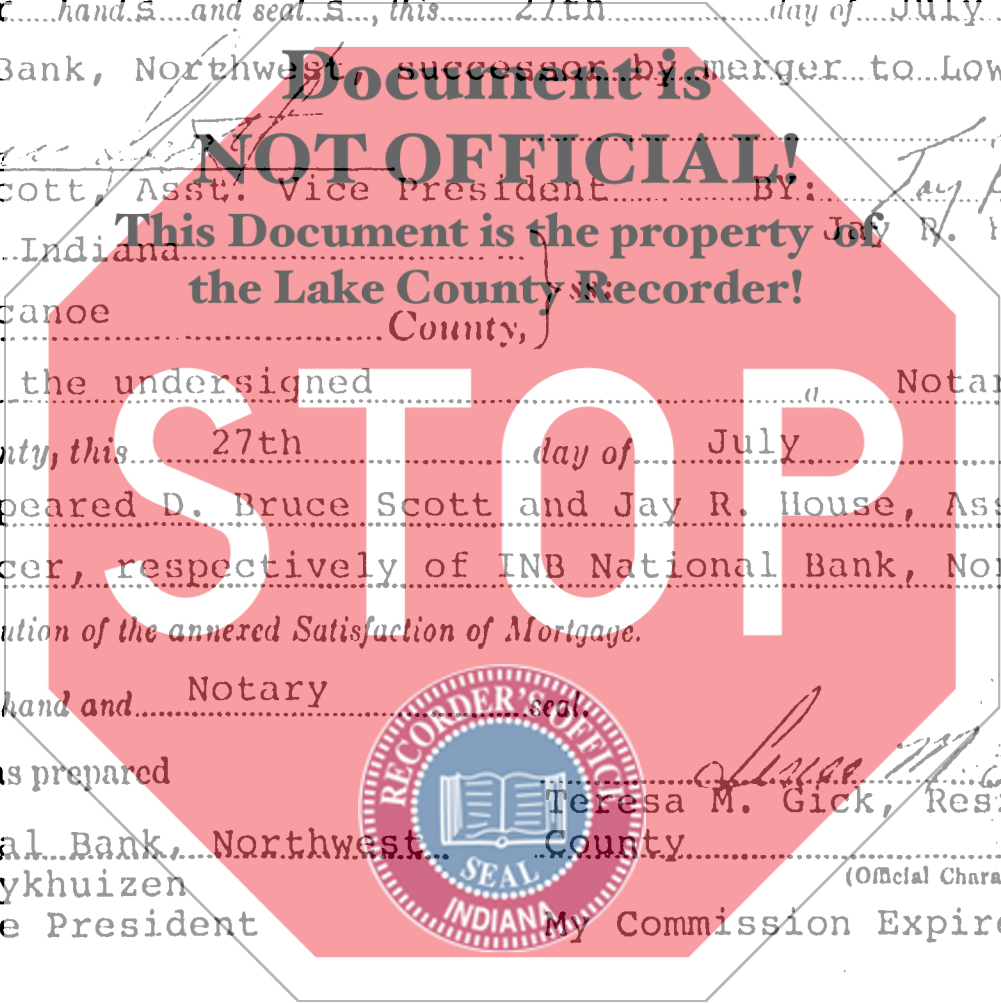 hand s and seal s, this 27th day of July
Bank, Northwest, successor by merger to Low
Document is
NOT OFFICIAL!
cott, Asst. Vice President BY:
This Document is the property of
Jay R. H
Indiana
the Lake County Recorder!
ss:
canoe County,
the undersigned a Notar
STOP
nty, this 27th day of July
peared D. Bruce Scott and Jay R. House, Ass
cer, respectively of INB National Bank, Nor
ution of the annexed Satisfaction of Mortgage.
hand and Notary seal.
RECORDER'S OFFICE
SEAL
INDIANA
s prepared
Teresa M. Gick, Res
al Bank, Northwest County
ykhuizen (Official Chara
e President My Commission Expire